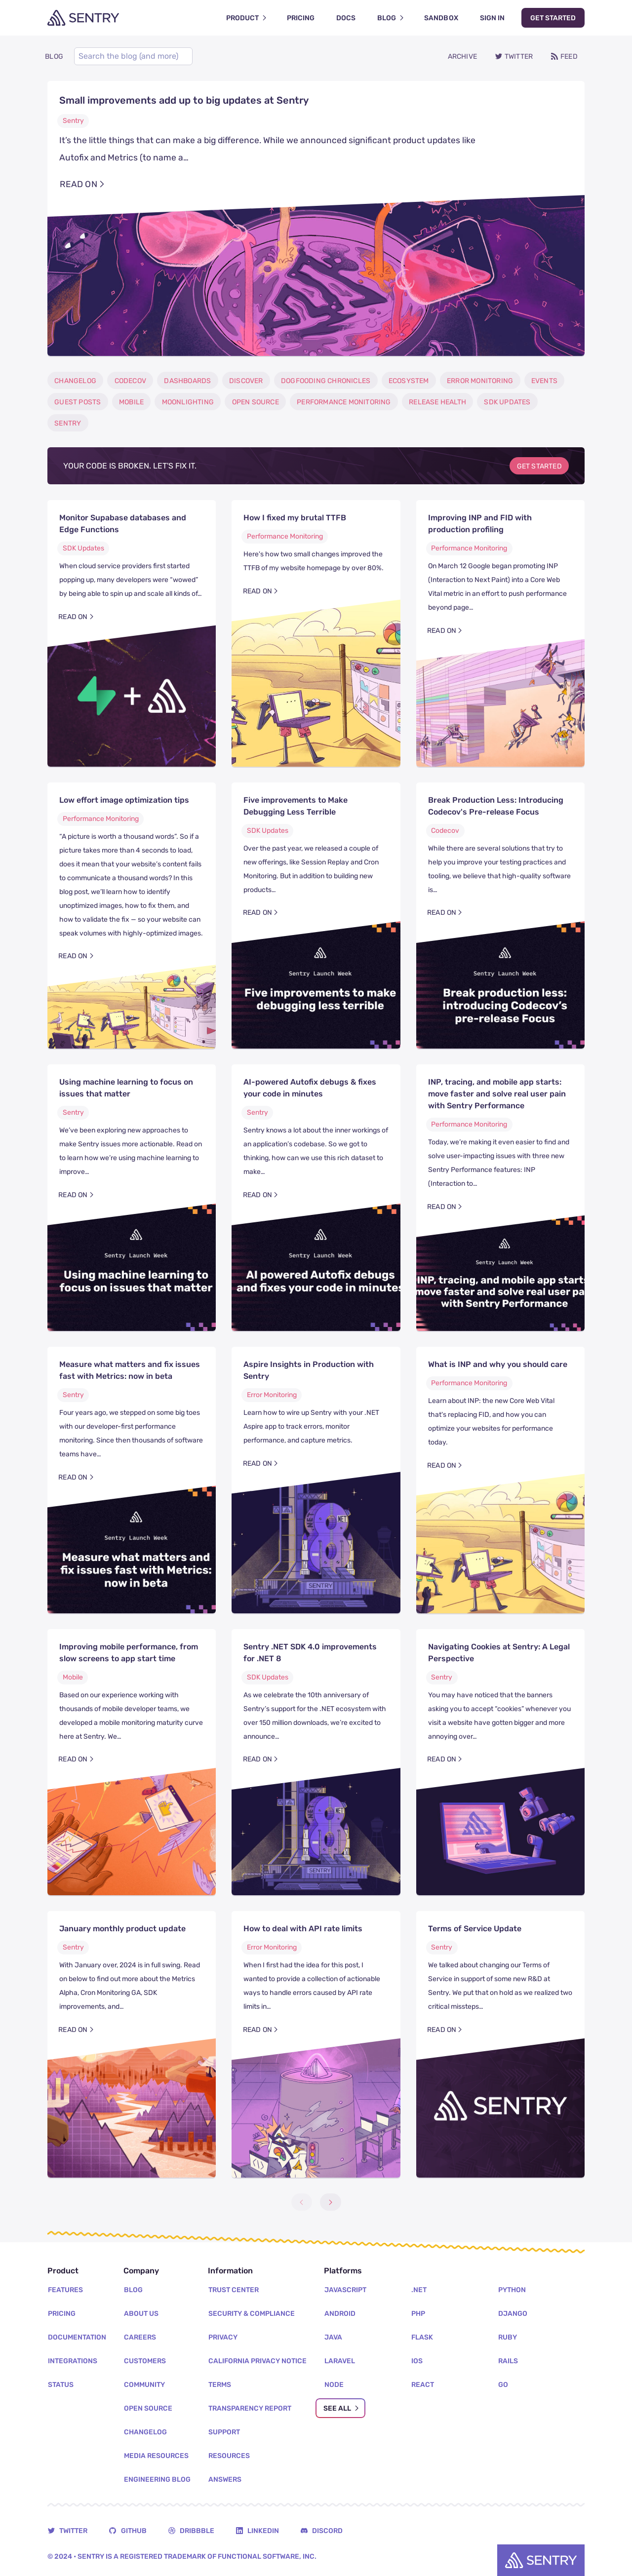 SENTRY
PRODUCT
PRICING
DOCS
BLOG
SANDBOX
SIGN IN
GET STARTED
BLOG
Search the blog (and more)
ARCHIVE
TWITTER
FEED
Small improvements add up to big updates at Sentry
Sentry
It's the little things that can make a big difference. While we announced significant product updates like
Autofix and Metrics (to name a…
READ ON
CHANGELOG
CODECOV
DASHBOARDS
DISCOVER
DOGFOODING CHRONICLES
ECOSYSTEM
ERROR MONITORING
EVENTS
GUEST POSTS
MOBILE
MOONLIGHTING
OPEN SOURCE
PERFORMANCE MONITORING
RELEASE HEALTH
SDK UPDATES
SENTRY
YOUR CODE IS BROKEN. LET'S FIX IT.
GET STARTED
Monitor Supabase databases and
Edge Functions
SDK Updates
When cloud service providers first started
popping up, many developers were "wowed"
by being able to spin up and scale all kinds of…
READ ON
How I fixed my brutal TTFB
Performance Monitoring
Here's how two small changes improved the
TTFB of my website homepage by over 80%.
READ ON
Improving INP and FID with
production profiling
Performance Monitoring
On March 12 Google began promoting INP
(Interaction to Next Paint) into a Core Web
Vital metric in an effort to push performance
beyond page…
READ ON
Low effort image optimization tips
Performance Monitoring
"A picture is worth a thousand words". So if a
picture takes more than 4 seconds to load,
does it mean that your website's content fails
to communicate a thousand words? In this
blog post, we'll learn how to identify
unoptimized images, how to fix them, and
how to validate the fix — so your website can
speak volumes with highly-optimized images.
READ ON
Five improvements to Make
Debugging Less Terrible
SDK Updates
Over the past year, we released a couple of
new offerings, like Session Replay and Cron
Monitoring. But in addition to building new
products…
READ ON
Sentry Launch Week
Five improvements to make
debugging less terrible
Break Production Less: Introducing
Codecov's Pre-release Focus
Codecov
While there are several solutions that try to
help you improve your testing practices and
tooling, we believe that high-quality software
is…
READ ON
Sentry Launch Week
Break production less:
introducing Codecov's
pre-release Focus
Using machine learning to focus on
issues that matter
Sentry
We've been exploring new approaches to
make Sentry issues more actionable. Read on
to learn how we're using machine learning to
improve…
READ ON
Sentry Launch Week
Using machine learning to
focus on issues that matter
AI-powered Autofix debugs & fixes
your code in minutes
Sentry
Sentry knows a lot about the inner workings of
an application's codebase. So we got to
thinking, how can we use this rich dataset to
make…
READ ON
Sentry Launch Week
AI powered Autofix debugs
and fixes your code in minutes
INP, tracing, and mobile app starts:
move faster and solve real user pain
with Sentry Performance
Performance Monitoring
Today, we're making it even easier to find and
solve user-impacting issues with three new
Sentry Performance features: INP
(Interaction to…
READ ON
Sentry Launch Week
INP, tracing, and mobile app starts
move faster and solve real user pa
with Sentry Performance
Measure what matters and fix issues
fast with Metrics: now in beta
Sentry
Four years ago, we stepped on some big toes
with our developer-first performance
monitoring. Since then thousands of software
teams have…
READ ON
Sentry Launch Week
Measure what matters and
fix issues fast with Metrics:
now in beta
Aspire Insights in Production with
Sentry
Error Monitoring
Learn how to wire up Sentry with your .NET
Aspire app to track errors, monitor
performance, and capture metrics.
READ ON
SENTRY
What is INP and why you should care
Performance Monitoring
Learn about INP: the new Core Web Vital
that's replacing FID, and how you can
optimize your websites for performance
today.
READ ON
Improving mobile performance, from
slow screens to app start time
Mobile
Based on our experience working with
thousands of mobile developer teams, we
developed a mobile monitoring maturity curve
here at Sentry. We…
READ ON
Sentry .NET SDK 4.0 improvements
for .NET 8
SDK Updates
As we celebrate the 10th anniversary of
Sentry's support for the .NET ecosystem with
over 150 million downloads, we're excited to
announce…
READ ON
SENTRY
Navigating Cookies at Sentry: A Legal
Perspective
Sentry
You may have noticed that the banners
asking you to accept "cookies" whenever you
visit a website have gotten bigger and more
annoying over…
READ ON
January monthly product update
Sentry
With January over, 2024 is in full swing. Read
on below to find out more about the Metrics
Alpha, Cron Monitoring GA, SDK
improvements, and…
READ ON
How to deal with API rate limits
Error Monitoring
When I first had the idea for this post, I
wanted to provide a collection of actionable
ways to handle errors caused by API rate
limits in…
READ ON
Terms of Service Update
Sentry
We talked about changing our Terms of
Service in support of some new R&D at
Sentry. We put that on hold as we realized two
critical missteps…
READ ON
SENTRY
Product
FEATURES
PRICING
DOCUMENTATION
INTEGRATIONS
STATUS
Company
BLOG
ABOUT US
CAREERS
CUSTOMERS
COMMUNITY
OPEN SOURCE
CHANGELOG
MEDIA RESOURCES
ENGINEERING BLOG
Information
TRUST CENTER
SECURITY & COMPLIANCE
PRIVACY
CALIFORNIA PRIVACY NOTICE
TERMS
TRANSPARENCY REPORT
SUPPORT
RESOURCES
ANSWERS
Platforms
JAVASCRIPT
ANDROID
JAVA
LARAVEL
NODE
.NET
PHP
FLASK
IOS
REACT
PYTHON
DJANGO
RUBY
RAILS
GO
SEE ALL
TWITTER
GITHUB
DRIBBBLE
LINKEDIN
DISCORD
© 2024 • SENTRY IS A REGISTERED TRADEMARK OF FUNCTIONAL SOFTWARE, INC.
SENTRY